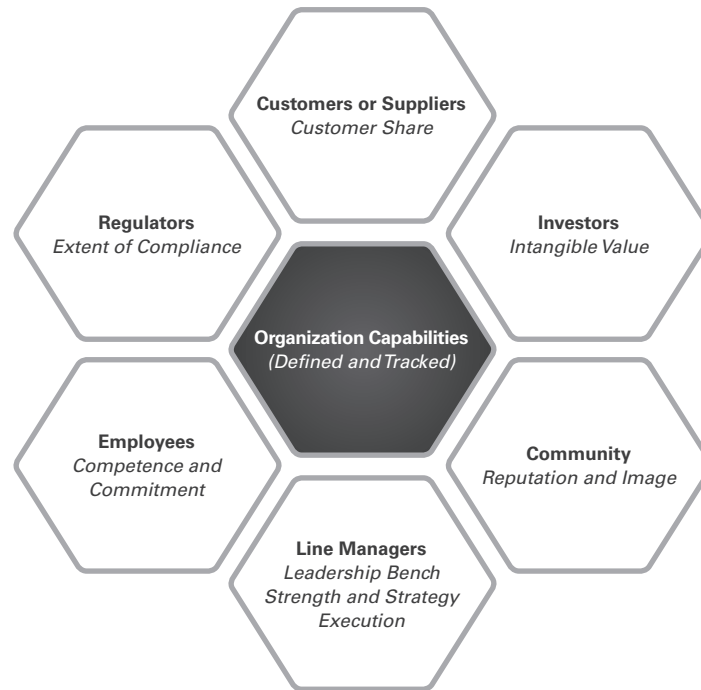 Customers or Suppliers
Customer Share
Regulators
Extent of Compliance
Investors
Intangible Value
Organization Capabilities
(Defined and Tracked)
Employees
Competence and
Commitment
Community
Reputation and Image
Line Managers
Leadership Bench
Strength and Strategy
Execution